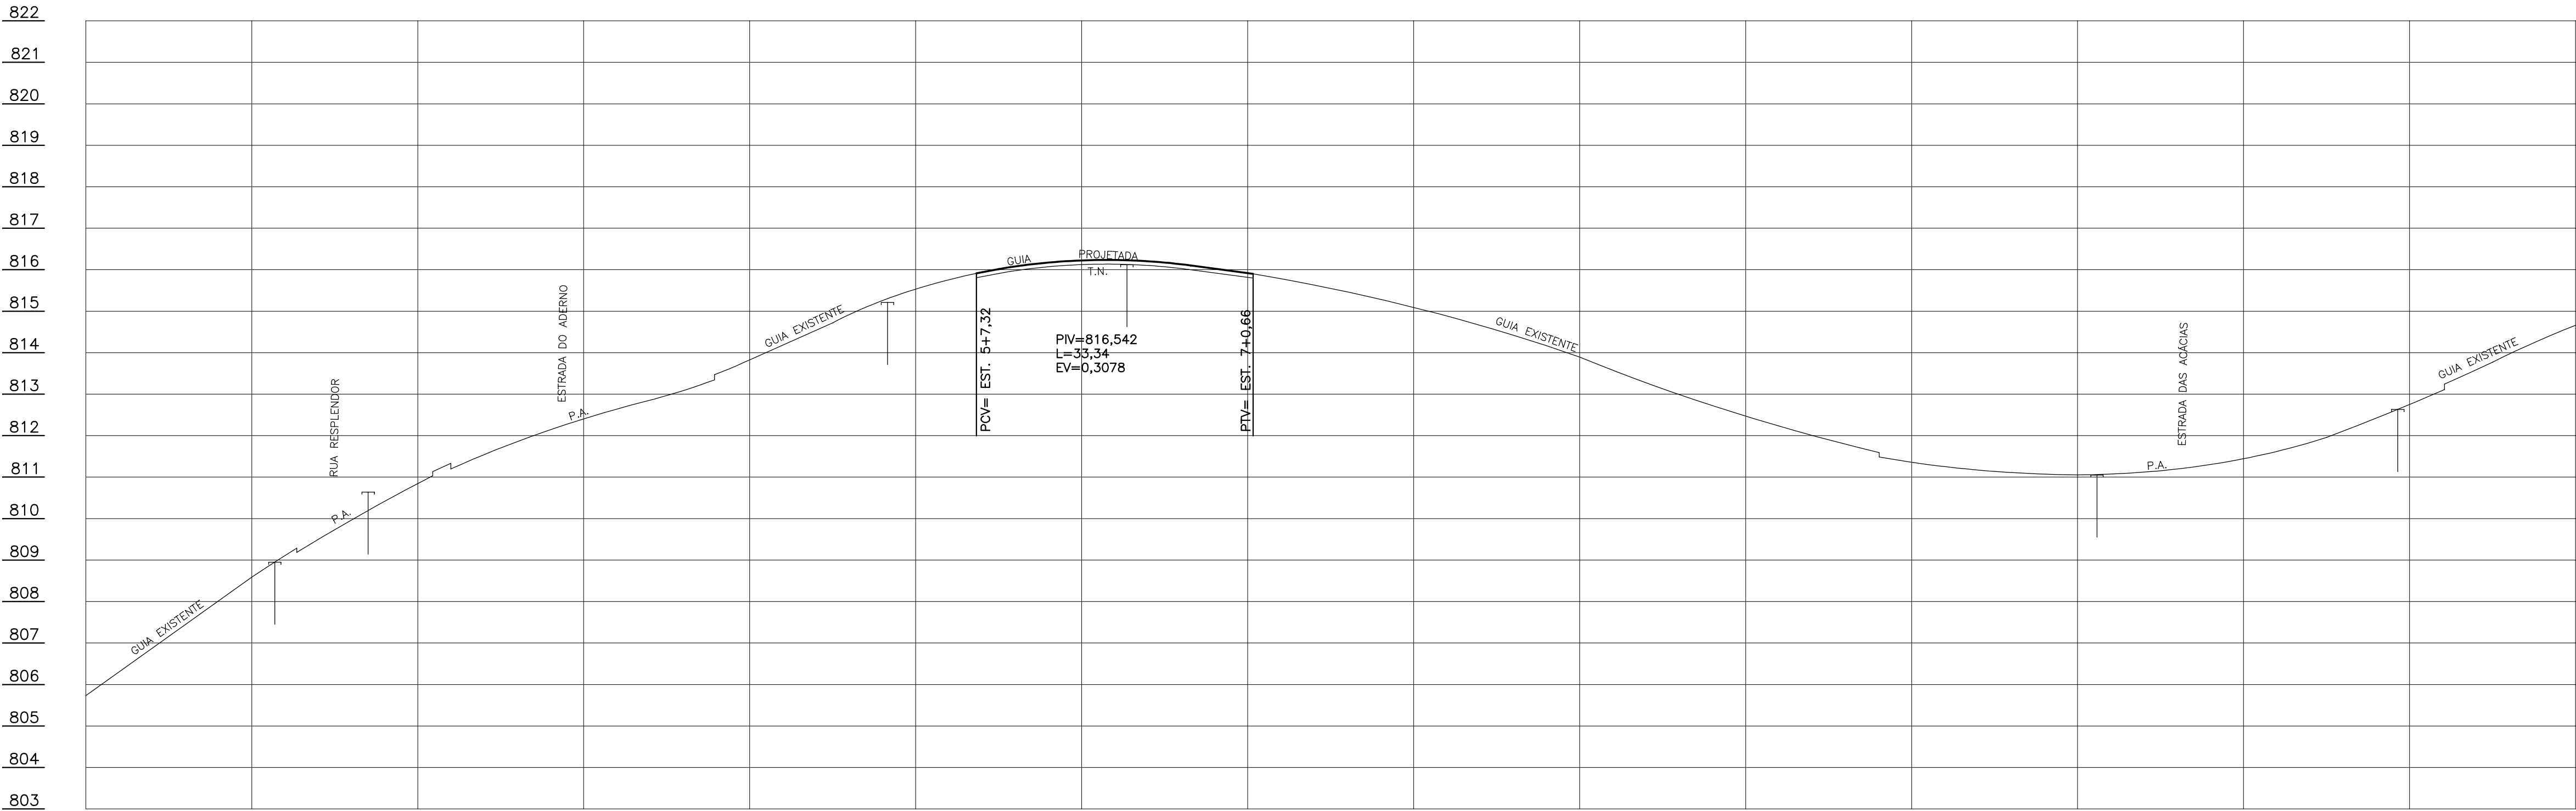 822
821
820
819
818
817
816
815
814
813
812
811
810
809
808
807
806
805
804
803
GUIA EXISTENTE
RUA RESPLENDOR
P.A.
ESTRADA DO ADERNO
P.A.
GUIA EXISTENTE
GUIA PROJETADA
T.N.
PCV= EST. 5+7,32
PIV=816,542
L=33,34
EV=0,3078
PTV= EST. 7+0,66
GUIA EXISTENTE
P.A.
ESTRADA DAS ACÁCIAS
GUIA EXISTENTE